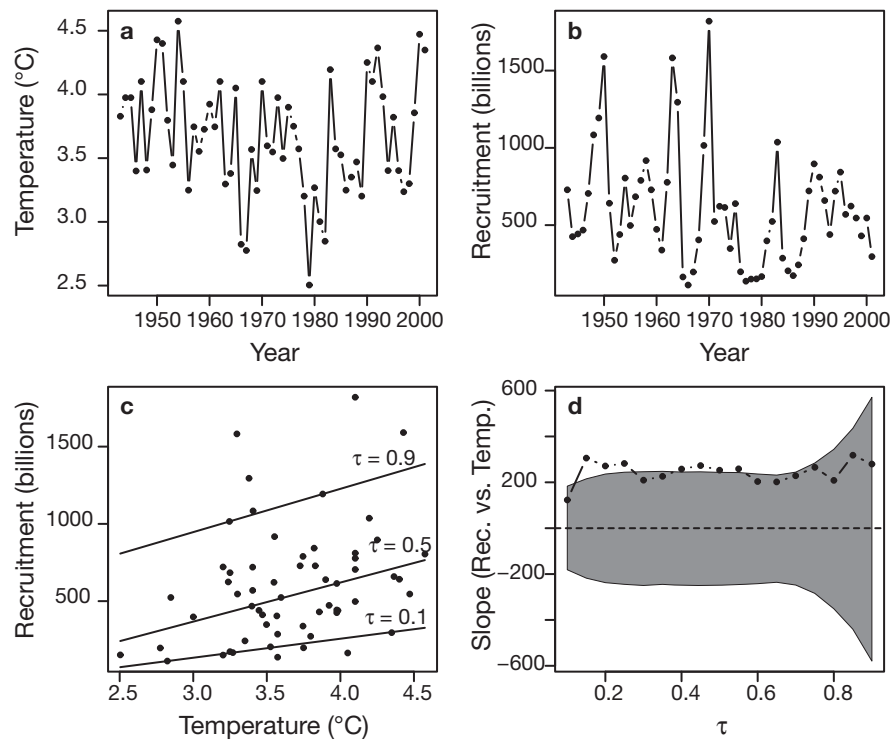 a
4.5
4.0
3.5
3.0
2.5
Temperature (°C)
1950 1960 1970 1980 1990 2000
Year
b
1500
1000
500
Recruitment (billions)
1950 1960 1970 1980 1990 2000
Year
c
1500
1000
500
Recruitment (billions)
τ = 0.9
τ = 0.5
τ = 0.1
2.5 3.0 3.5 4.0 4.5
Temperature (°C)
d
600
200
−200
−600
Slope (Rec. vs. Temp.)
0.2 0.4 0.6 0.8
τ